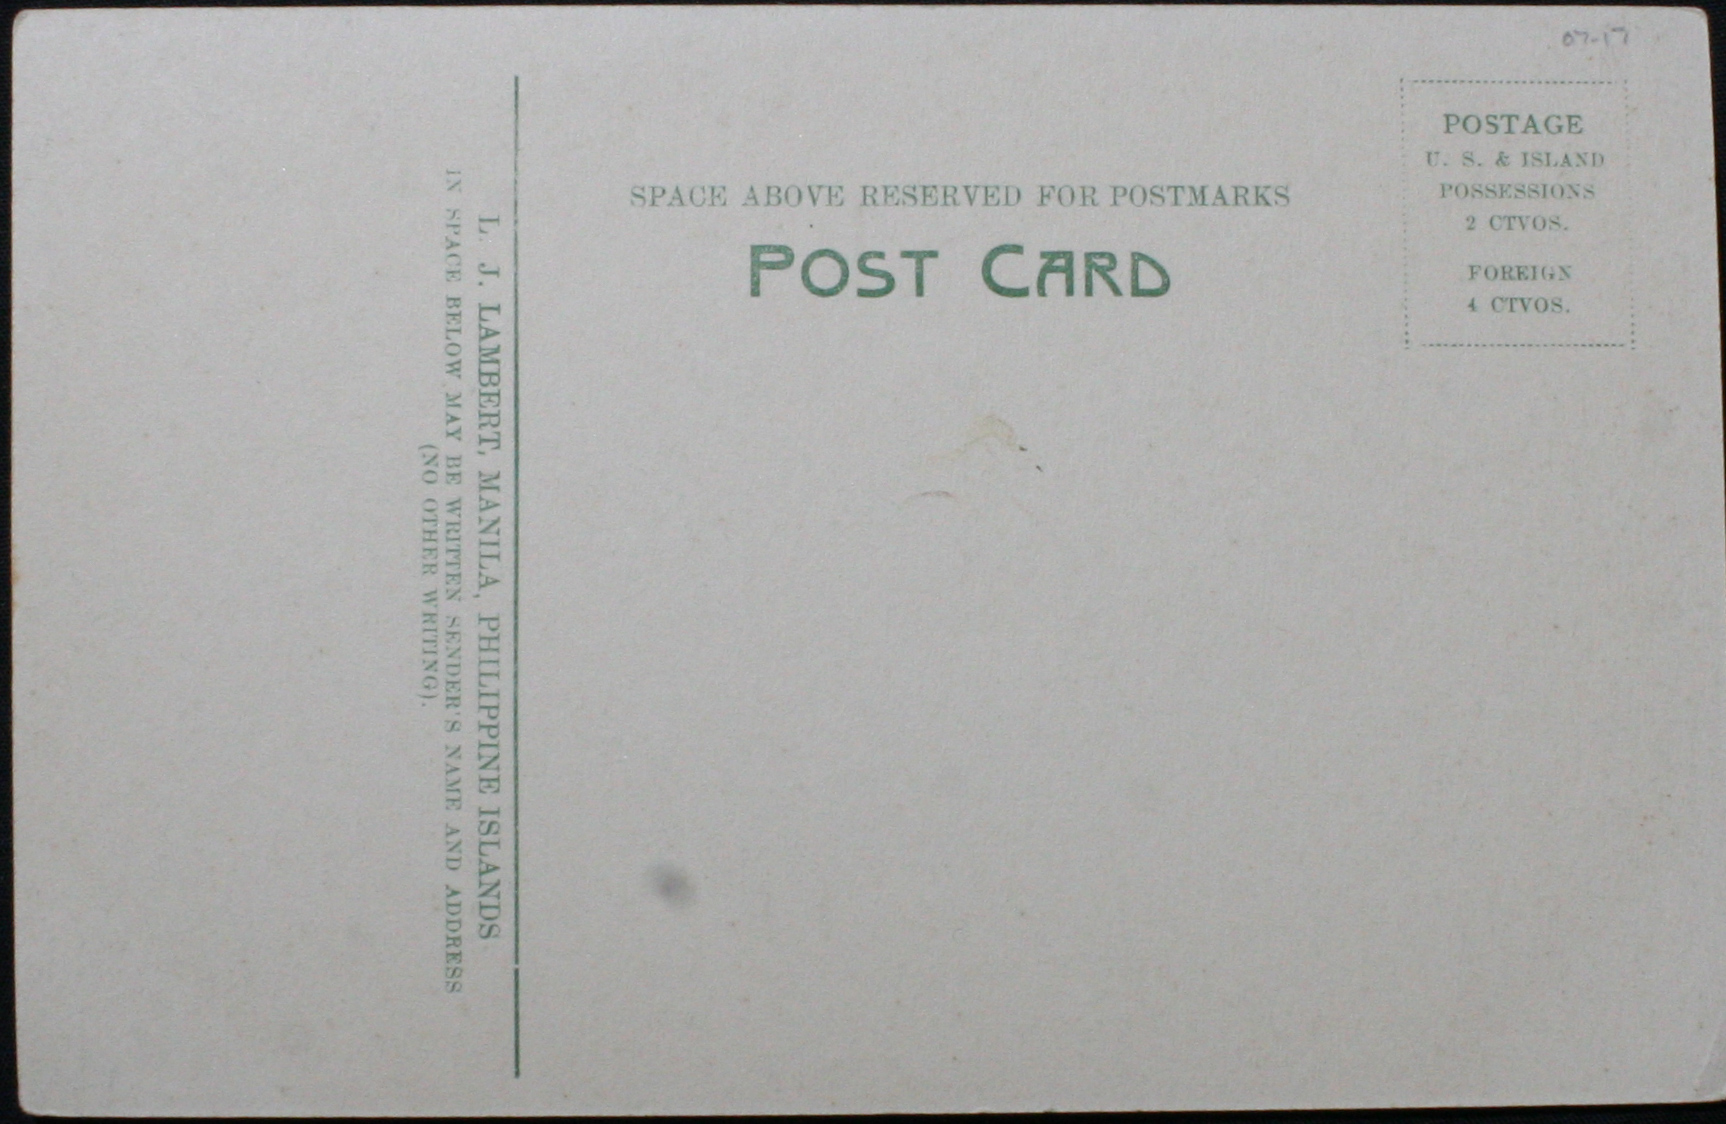 07-17
POSTAGE
U. S. & ISLAND
POSSESSIONS
2 CTVOS.
FOREIGN
4 CTVOS.
SPACE ABOVE RESERVED FOR POSTMARKS
POST CARD
L. J. LAMBERT, MANILA, PHILIPPINE ISLANDS
IN SPACE BELOW MAY BE WRITTEN SENDER'S NAME AND ADDRESS
(NO OTHER WRITING).